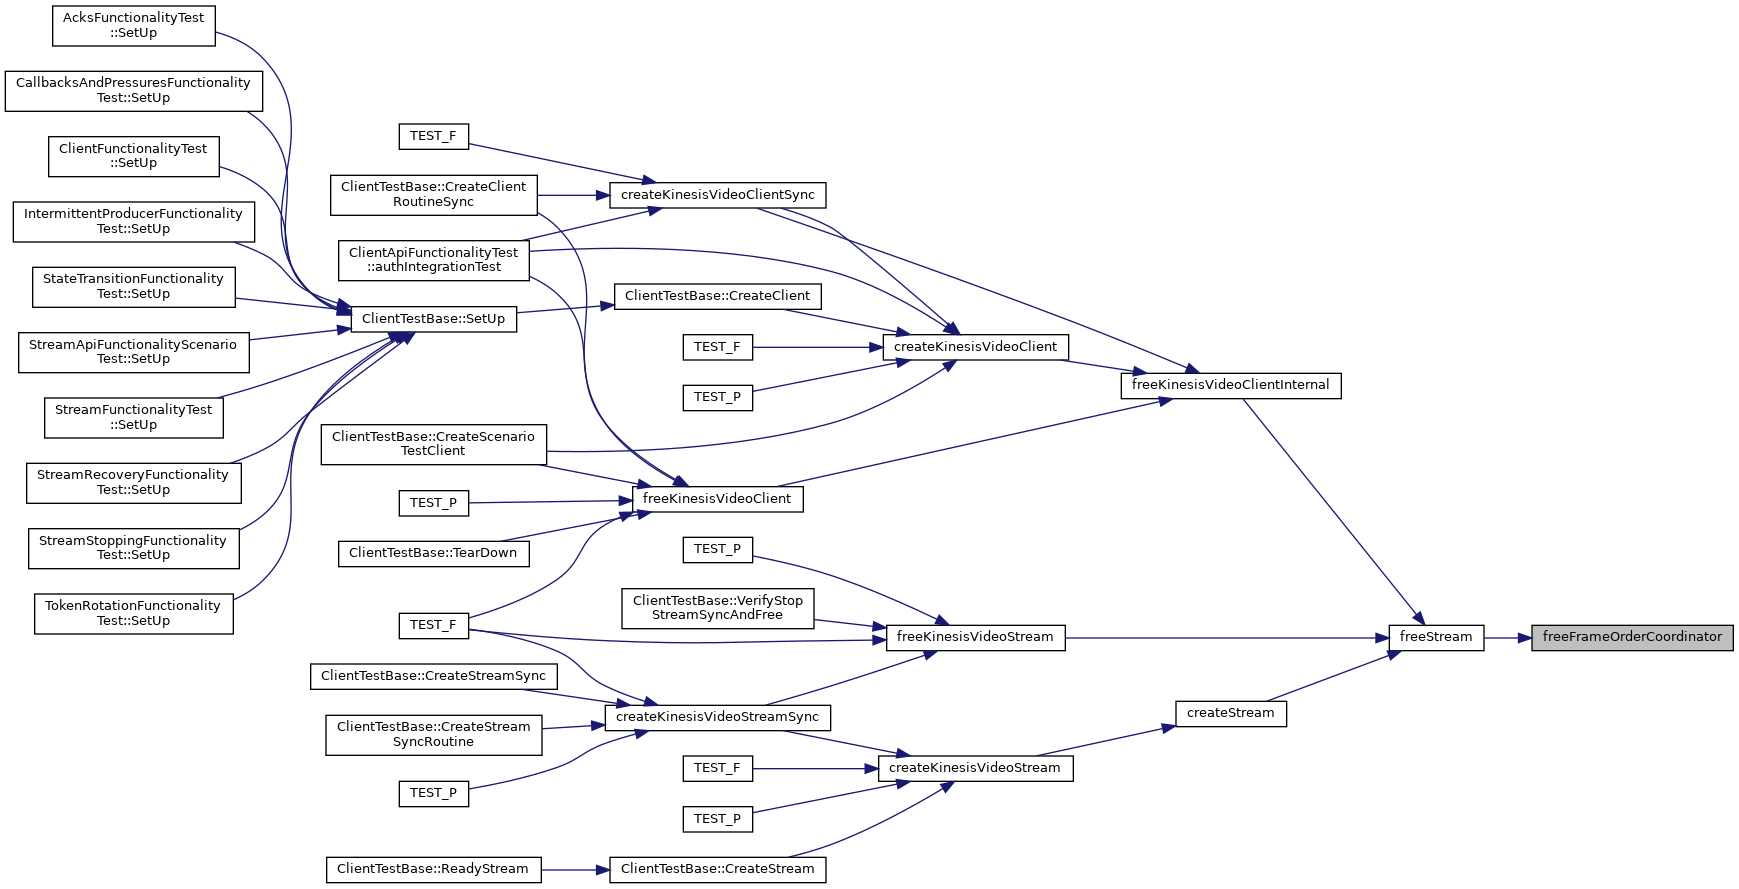 AcksFunctionalityTest
::SetUp
CallbacksAndPressuresFunctionality
Test::SetUp
ClientFunctionalityTest
::SetUp
IntermittentProducerFunctionality
Test::SetUp
StateTransitionFunctionality
Test::SetUp
StreamApiFunctionalityScenario
Test::SetUp
StreamFunctionalityTest
::SetUp
StreamRecoveryFunctionality
Test::SetUp
StreamStoppingFunctionality
Test::SetUp
TokenRotationFunctionality
Test::SetUp
TEST_F
ClientTestBase::CreateClient
RoutineSync
ClientApiFunctionalityTest
::authIntegrationTest
ClientTestBase::SetUp
ClientTestBase::CreateScenario
TestClient
TEST_P
ClientTestBase::TearDown
TEST_F
ClientTestBase::CreateStreamSync
ClientTestBase::CreateStream
SyncRoutine
TEST_P
ClientTestBase::ReadyStream
createKinesisVideoClientSync
ClientTestBase::CreateClient
TEST_F
TEST_P
freeKinesisVideoClient
TEST_P
ClientTestBase::VerifyStop
StreamSyncAndFree
createKinesisVideoStreamSync
TEST_F
TEST_P
ClientTestBase::CreateStream
createKinesisVideoClient
freeKinesisVideoStream
createKinesisVideoStream
freeKinesisVideoClientInternal
createStream
freeStream
freeFrameOrderCoordinator